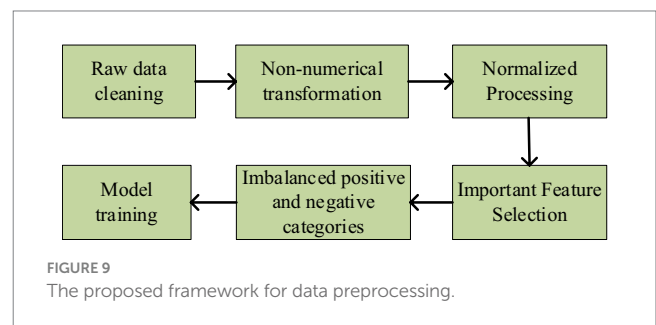 Raw data
cleaning
Non-numerical
transformation
Normalized
Processing
Model
training
Imbalanced positive
and negative
categories
Important Feature
Selection
FIGURE 9
The proposed framework for data preprocessing.